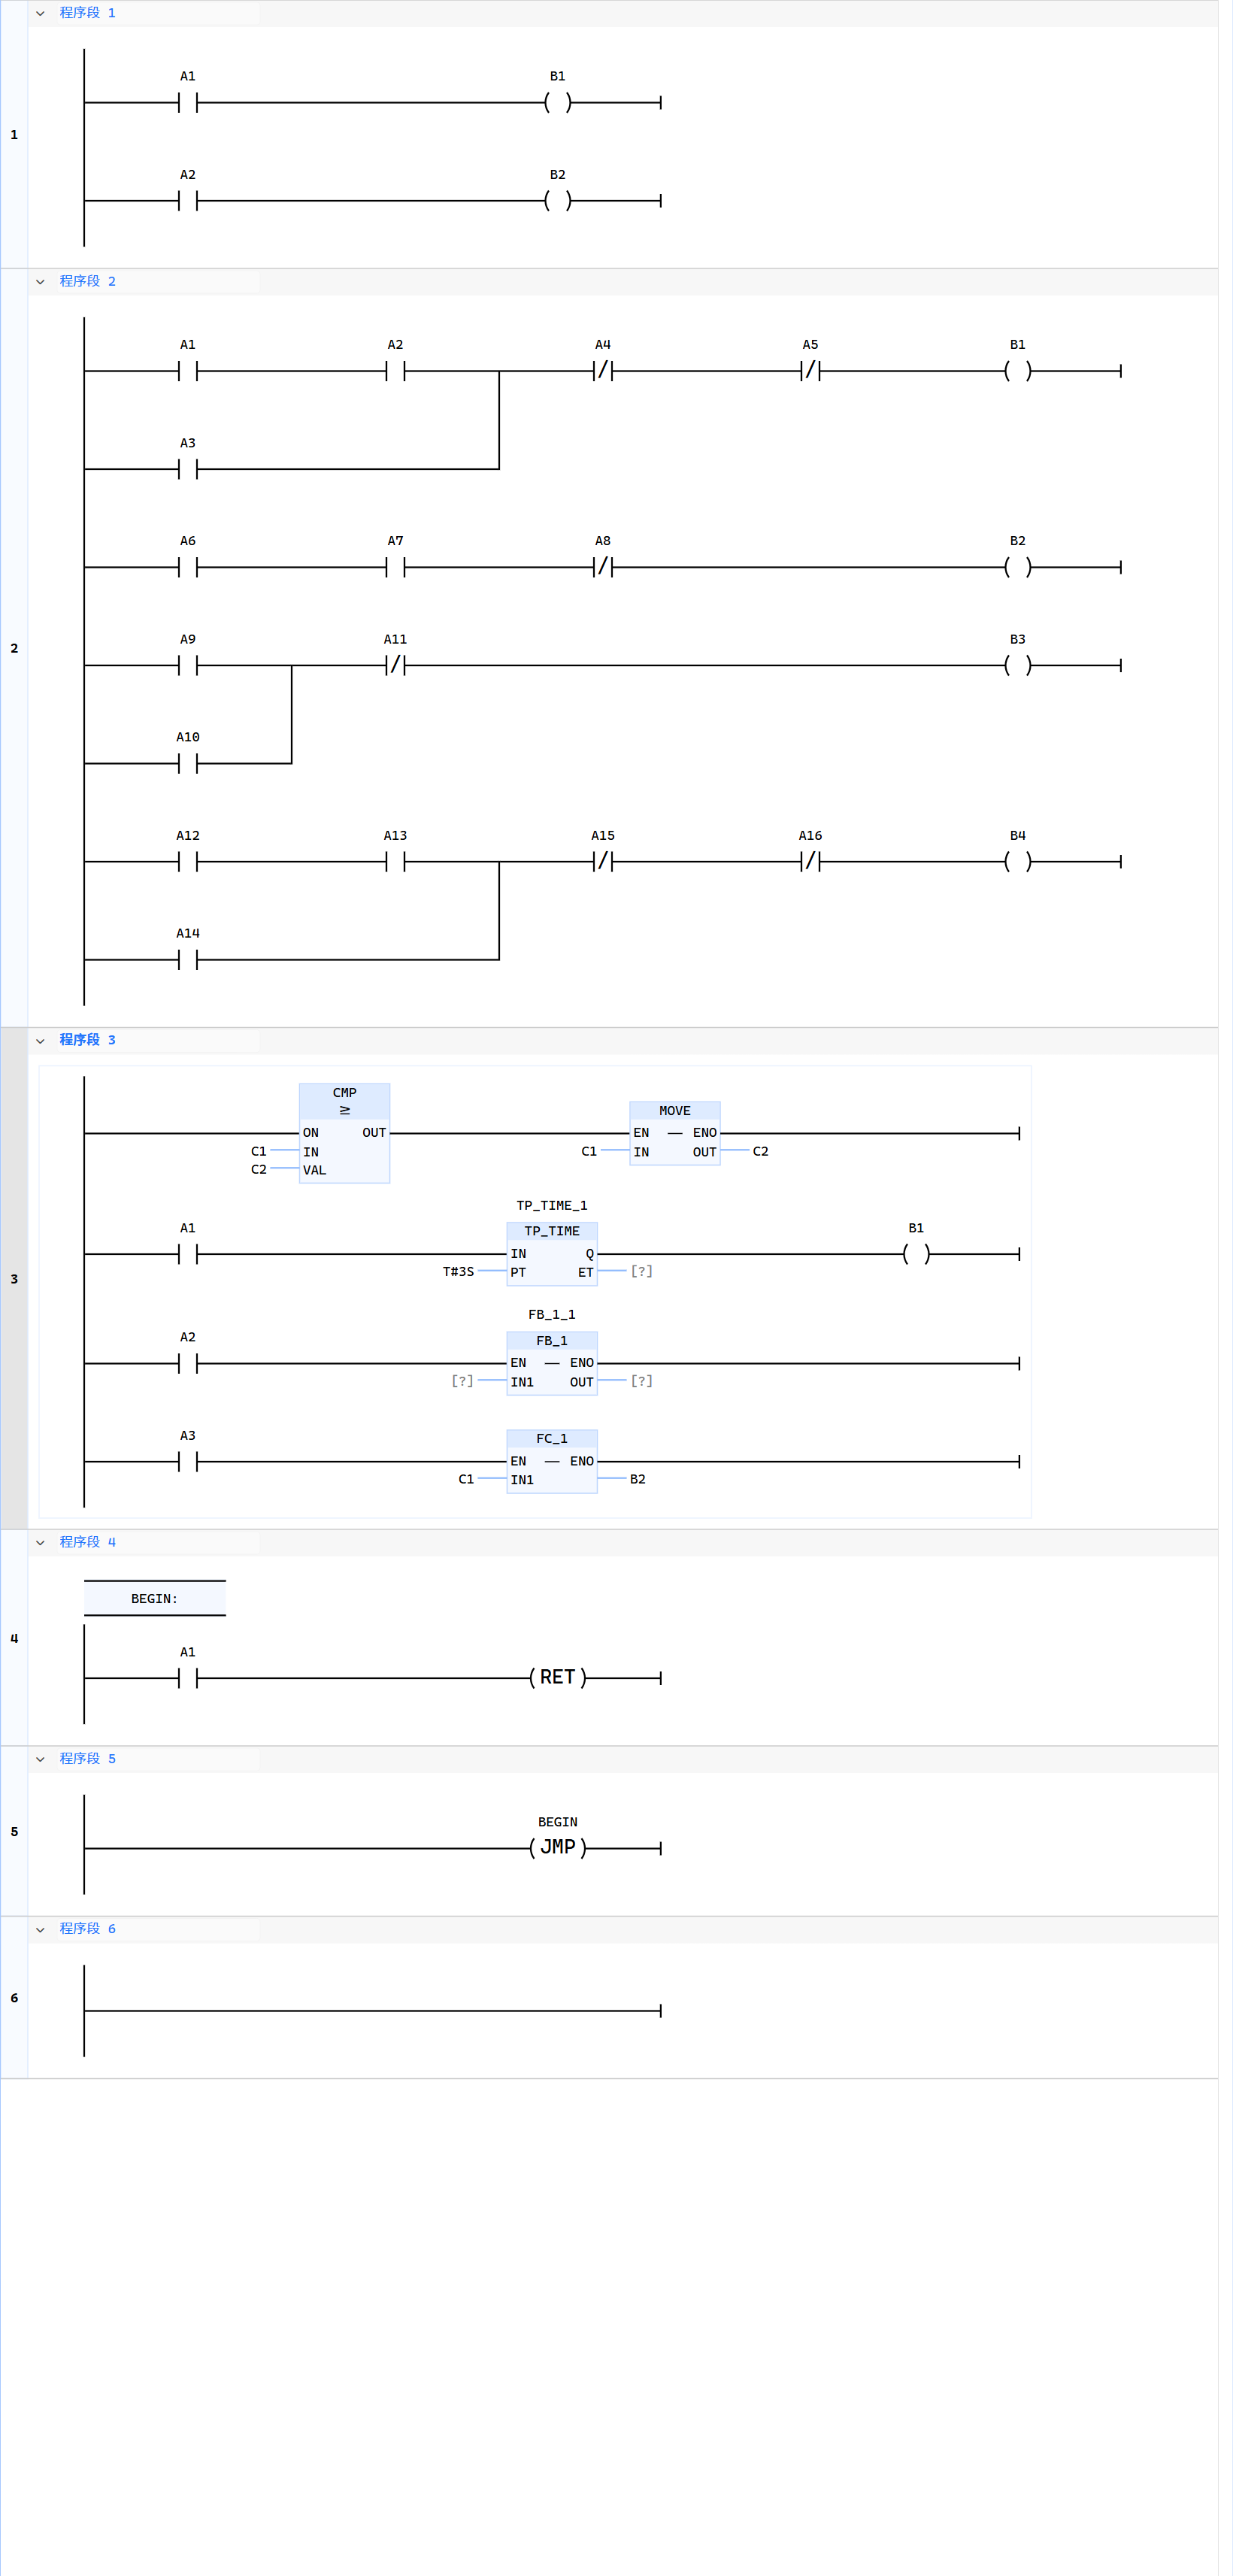 程序段 1
1
A1 B1
A2 B2
程序段 2
2
A1 A2 A4 A5 B1
A3
A6 A7 A8 B2
A9 A11 B3
A10
A12 A13 A15 A16 B4
A14
程序段 3
3
CMP
≥ MOVE
ON OUT EN ENO
C1 IN C1 IN OUT C2
C2 VAL
TP_TIME_1
A1 TP_TIME B1
IN Q
T#3S PT ET [?]
FB_1_1
A2 FB_1
EN ENO
[?] IN1 OUT [?]
A3 FC_1
EN ENO
C1 IN1 B2
程序段 4
4
BEGIN:
A1
(RET)
程序段 5
5
BEGIN
(JMP)
程序段 6
6